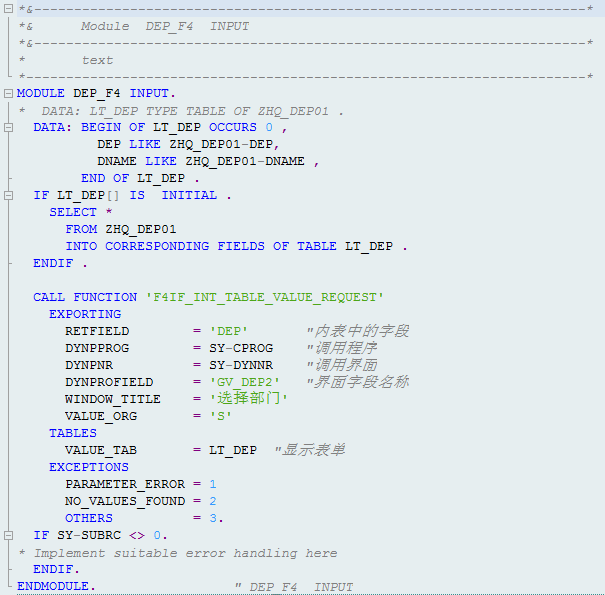 *&---------------------------------------------------------------------*
*&      Module  DEP_F4  INPUT
*&---------------------------------------------------------------------*
*       text
*----------------------------------------------------------------------*
MODULE DEP_F4 INPUT.
*  DATA: LT_DEP TYPE TABLE OF ZHQ_DEP01 .
  DATA: BEGIN OF LT_DEP OCCURS 0 ,
          DEP LIKE ZHQ_DEP01-DEP,
          DNAME LIKE ZHQ_DEP01-DNAME ,
        END OF LT_DEP .
  IF LT_DEP[] IS  INITIAL .
    SELECT *
      FROM ZHQ_DEP01
      INTO CORRESPONDING FIELDS OF TABLE LT_DEP .
  ENDIF .

  CALL FUNCTION 'F4IF_INT_TABLE_VALUE_REQUEST'
    EXPORTING
      RETFIELD        = 'DEP'       "内表中的字段
      DYNPPROG        = SY-CPROG    "调用程序
      DYNPNR          = SY-DYNNR    "调用界面
      DYNPROFIELD     = 'GV_DEP2'   "界面字段名称
      WINDOW_TITLE    = '选择部门'
      VALUE_ORG       = 'S'
    TABLES
      VALUE_TAB       = LT_DEP  "显示表单
    EXCEPTIONS
      PARAMETER_ERROR = 1
      NO_VALUES_FOUND = 2
      OTHERS          = 3.
  IF SY-SUBRC <> 0.
* Implement suitable error handling here
  ENDIF.
ENDMODULE.                 " DEP_F4  INPUT